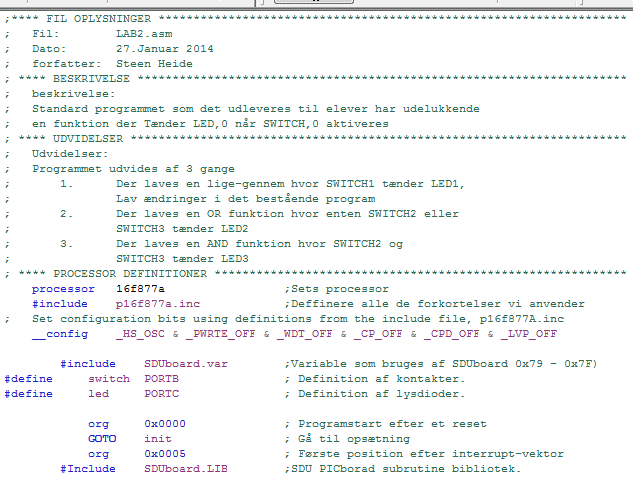 ;**** FIL OPLYSNINGER ********************************************************************
;   Fil:        LAB2.asm
;   Dato:       27.Januar 2014
;   forfatter:  Steen Heide
; **** BESKRIVELSE ***********************************************************************
;   beskrivelse:
;   Standard programmet som det udleveres til elever har udelukkende
;   en funktion der Tænder LED,0 når SWITCH,0 aktiveres
; **** UDVIDELSER ************************************************************************
;   Udvidelser:
;   Programmet udvides af 3 gange
;       1.      Der laves en lige-gennem hvor SWITCH1 tænder LED1,
;               Lav ændringer i det bestående program
;       2.      Der laves en OR funktion hvor enten SWITCH2 eller
;               SWITCH3 tænder LED2
;       3.      Der laves en AND funktion hvor SWITCH2 og
;               SWITCH3 tænder LED3
; **** PROCESSOR DEFINITIONER ************************************************************
    processor   16f877a                 ;Sets processor
    #include    p16f877a.inc            ;Deffinere alle de forkortelser vi anvender
;   Set configuration bits using definitions from the include file, p16f877A.inc
    __config    _HS_OSC & _PWRTE_OFF & _WDT_OFF & _CP_OFF & _CPD_OFF & _LVP_OFF
        #include    SDUboard.var        ;Variable som bruges af SDUboard 0x79 - 0x7F)
#define     switch  PORTB               ; Definition af kontakter.
#define     led     PORTC               ; Definition af lysdioder.
            org     0x0000              ; Programstart efter et reset
            GOTO    init                ; Gå til opsætning
            org     0x0005              ; Første position efter interrupt-vektor
        #Include    SDUboard.LIB        ;SDU PICborad subrutine bibliotek.